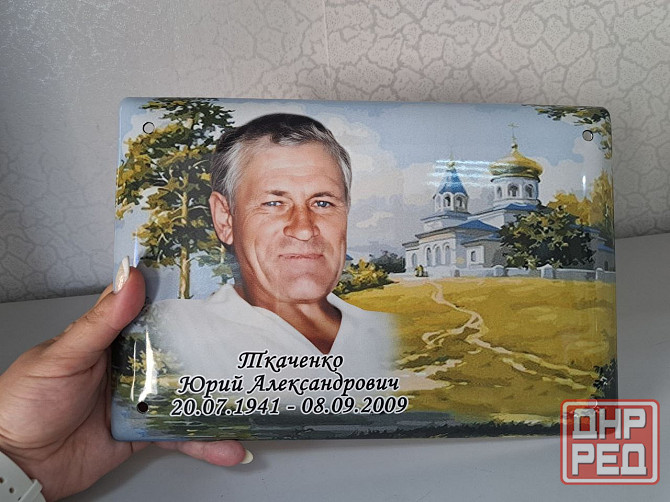 Ткаченко
Юрий Александрович
20.07.1941 - 08.09.2009
ДНР
РЕД